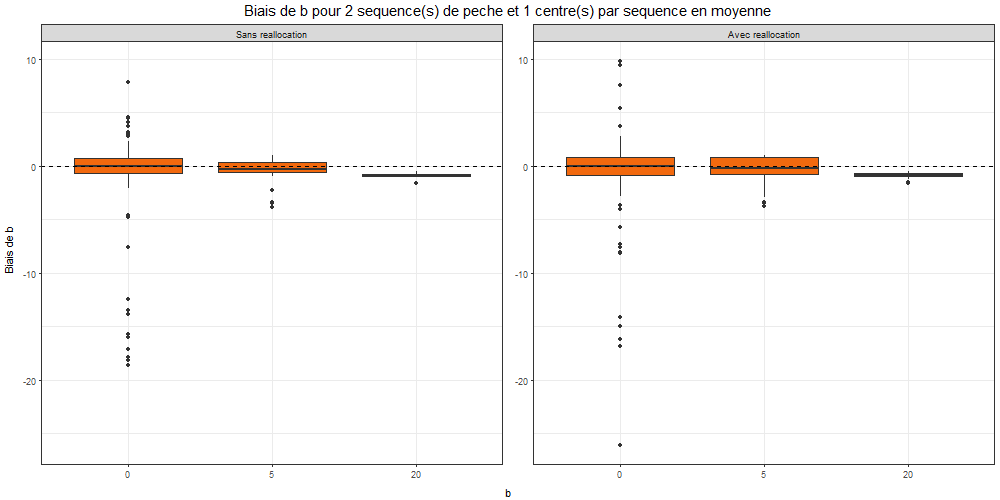 Biais de b pour 2 sequence(s) de peche et 1 centre(s) par sequence en moyenne
Sans reallocation
Avec reallocation
Biais de b
10
0
-10
-20
10
0
-10
-20
0 5 20
0 5 20
b